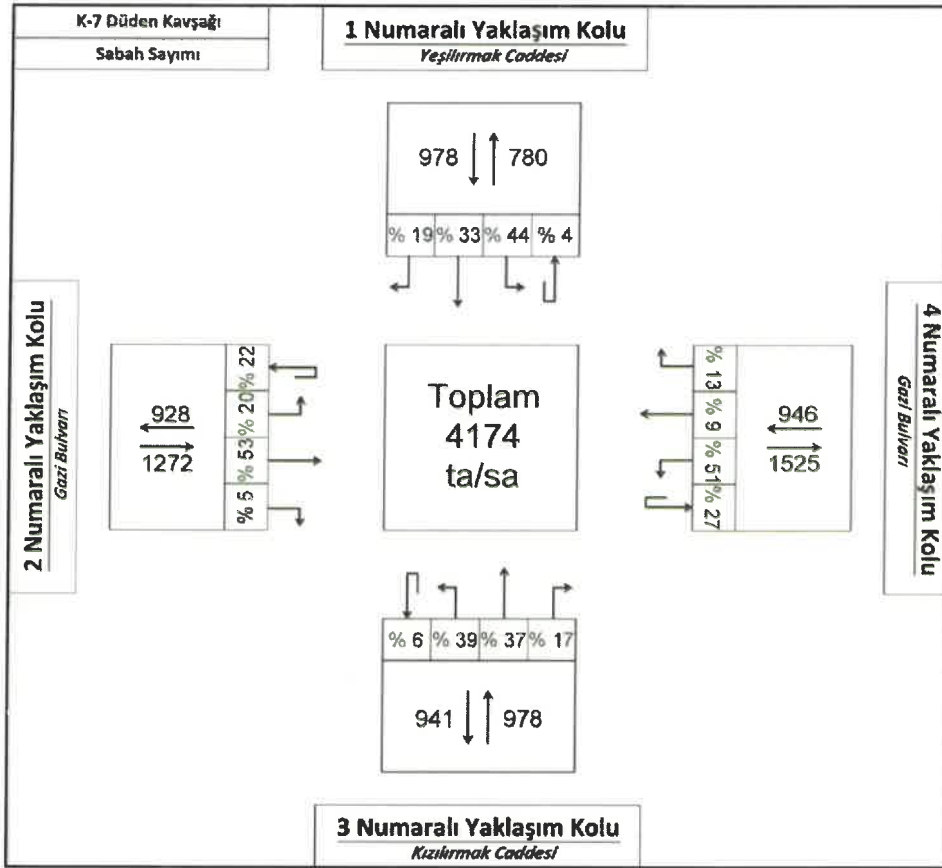 K-7 Düden Kavşağı
Sabah Sayımı
1 Numaralı Yaklaşım Kolu
Yeşilırmak Caddesi
978 780
% 19 % 33 % 44 % 4
2 Numaralı Yaklaşım Kolu
Gazi Bulvarı
928
1272
% 22
% 20
% 53
% 5
Toplam
4174
ta/sa
% 13
% 9
% 51
% 27
946
1525
4 Numaralı Yaklaşım Kolu
Gazi Bulvarı
% 6 % 39 % 37 % 17
941 978
3 Numaralı Yaklaşım Kolu
Kızılırmak Caddesi